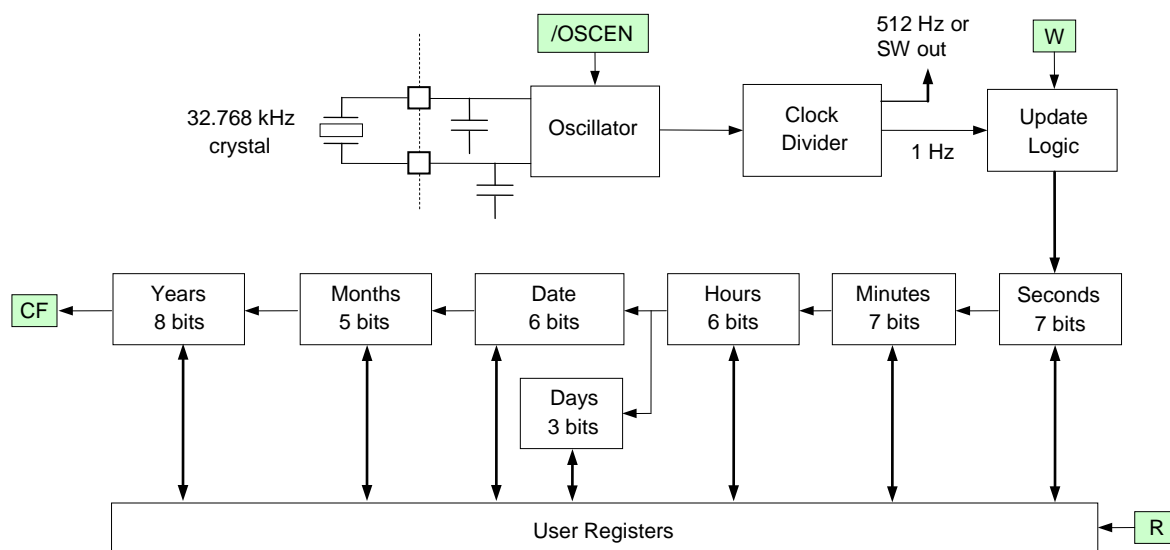 /OSCEN
512 Hz or
SW out
W
32.768 kHz
crystal
Oscillator
Clock
Divider
1 Hz
Update
Logic
CF
Years
8 bits
Months
5 bits
Date
6 bits
Hours
6 bits
Minutes
7 bits
Seconds
7 bits
Days
3 bits
User Registers
R